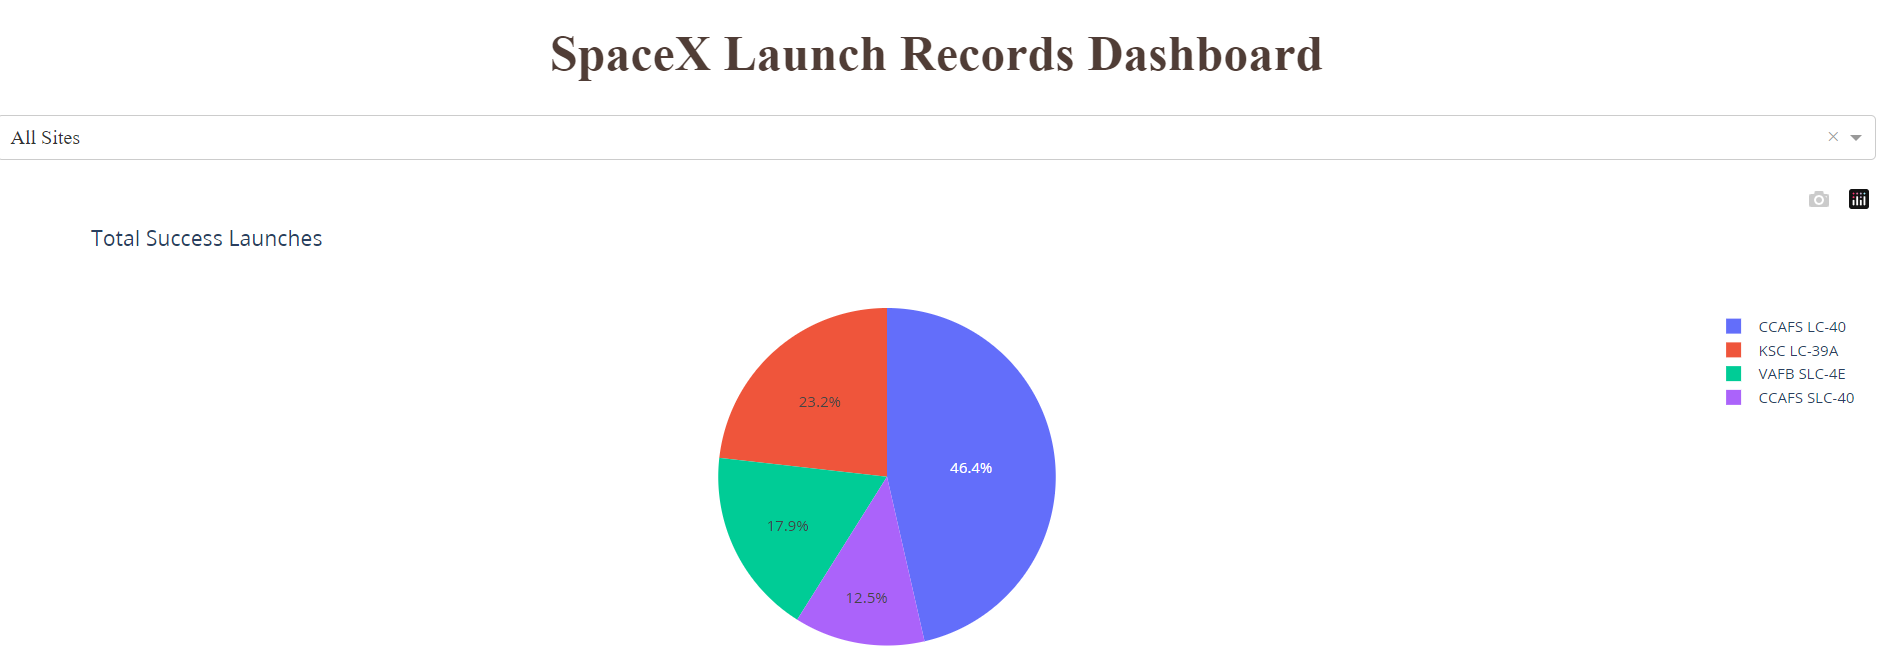 SpaceX Launch Records Dashboard
All Sites
Total Success Launches
CCAFS LC-40
KSC LC-39A
VAFB SLC-4E
CCAFS SLC-40
23.2%
46.4%
17.9%
12.5%